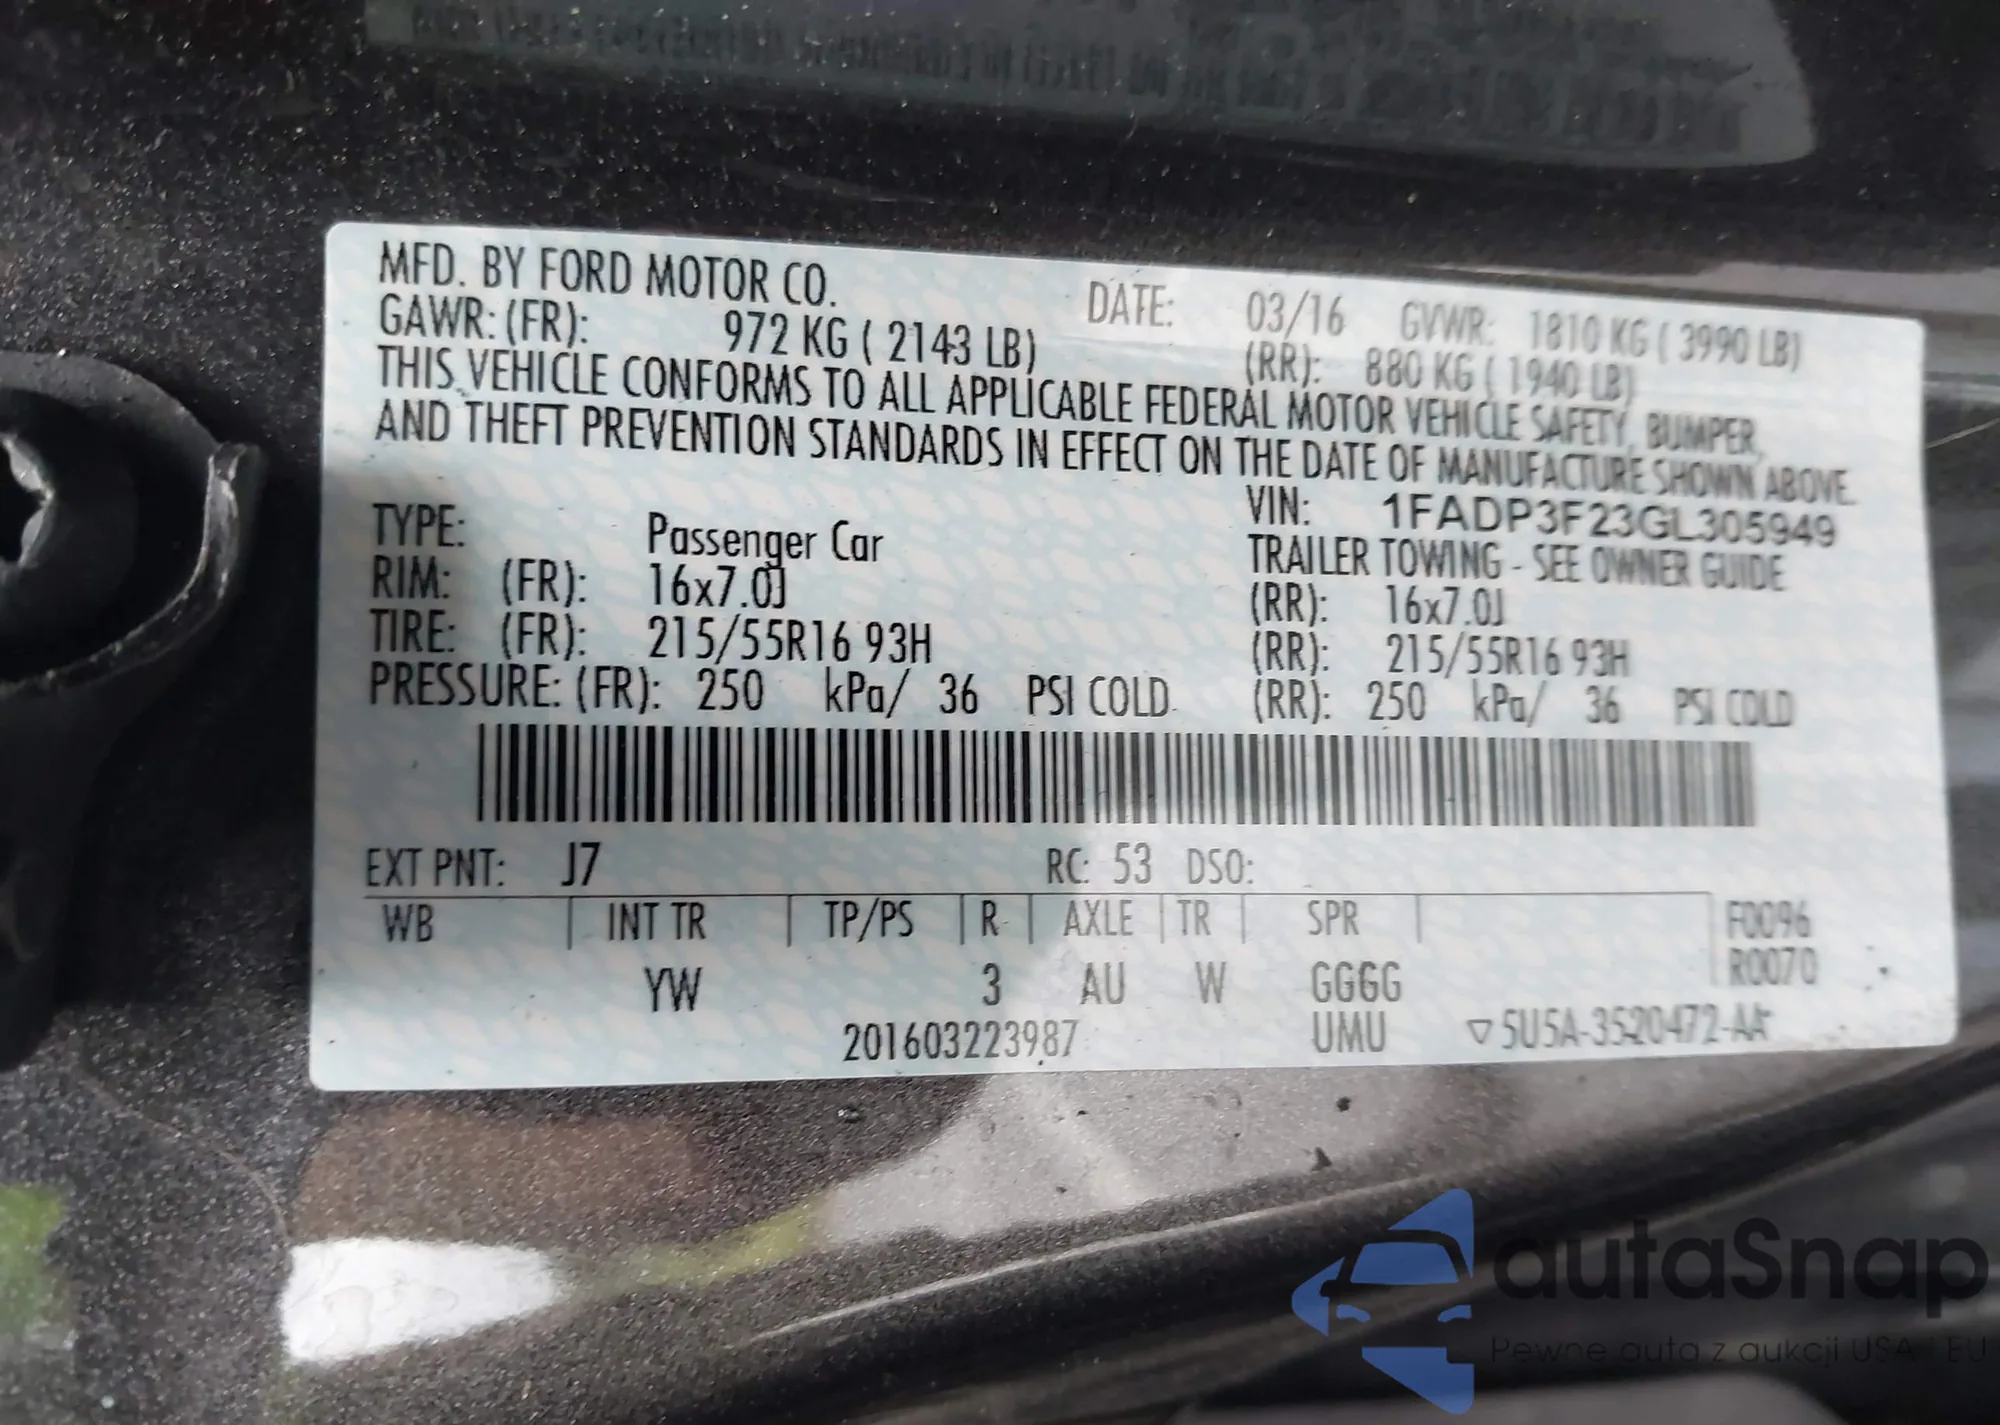 MFD. BY FORD MOTOR CO.
DATE: 03/16 GVWR: 1810 KG ( 3990 LB)
GAWR: (FR): 972 KG ( 2143 LB) (RR): 880 KG ( 1940 LB)
THIS VEHICLE CONFORMS TO ALL APPLICABLE FEDERAL MOTOR VEHICLE SAFETY, BUMPER,
AND THEFT PREVENTION STANDARDS IN EFFECT ON THE DATE OF MANUFACTURE SHOWN ABOVE.
VIN: 1FADP3F23GL305949
TYPE: Passenger Car TRAILER TOWING - SEE OWNER GUIDE
RIM: (FR): 16x7.0J (RR): 16x7.0J
TIRE: (FR): 215/55R16 93H (RR): 215/55R16 93H
PRESSURE: (FR): 250 kPa/ 36 PSI COLD (RR): 250 kPa/ 36 PSI COLD
EXT PNT: J7 RC: 53 DSO:
WB INT TR TP/PS R AXLE TR SPR F0096
R0070
YW 3 AU W GGGG
201603223987 UMU ▽5U5A-3520472-AA
autaSnap
Pewne auta z aukcji USA i EU